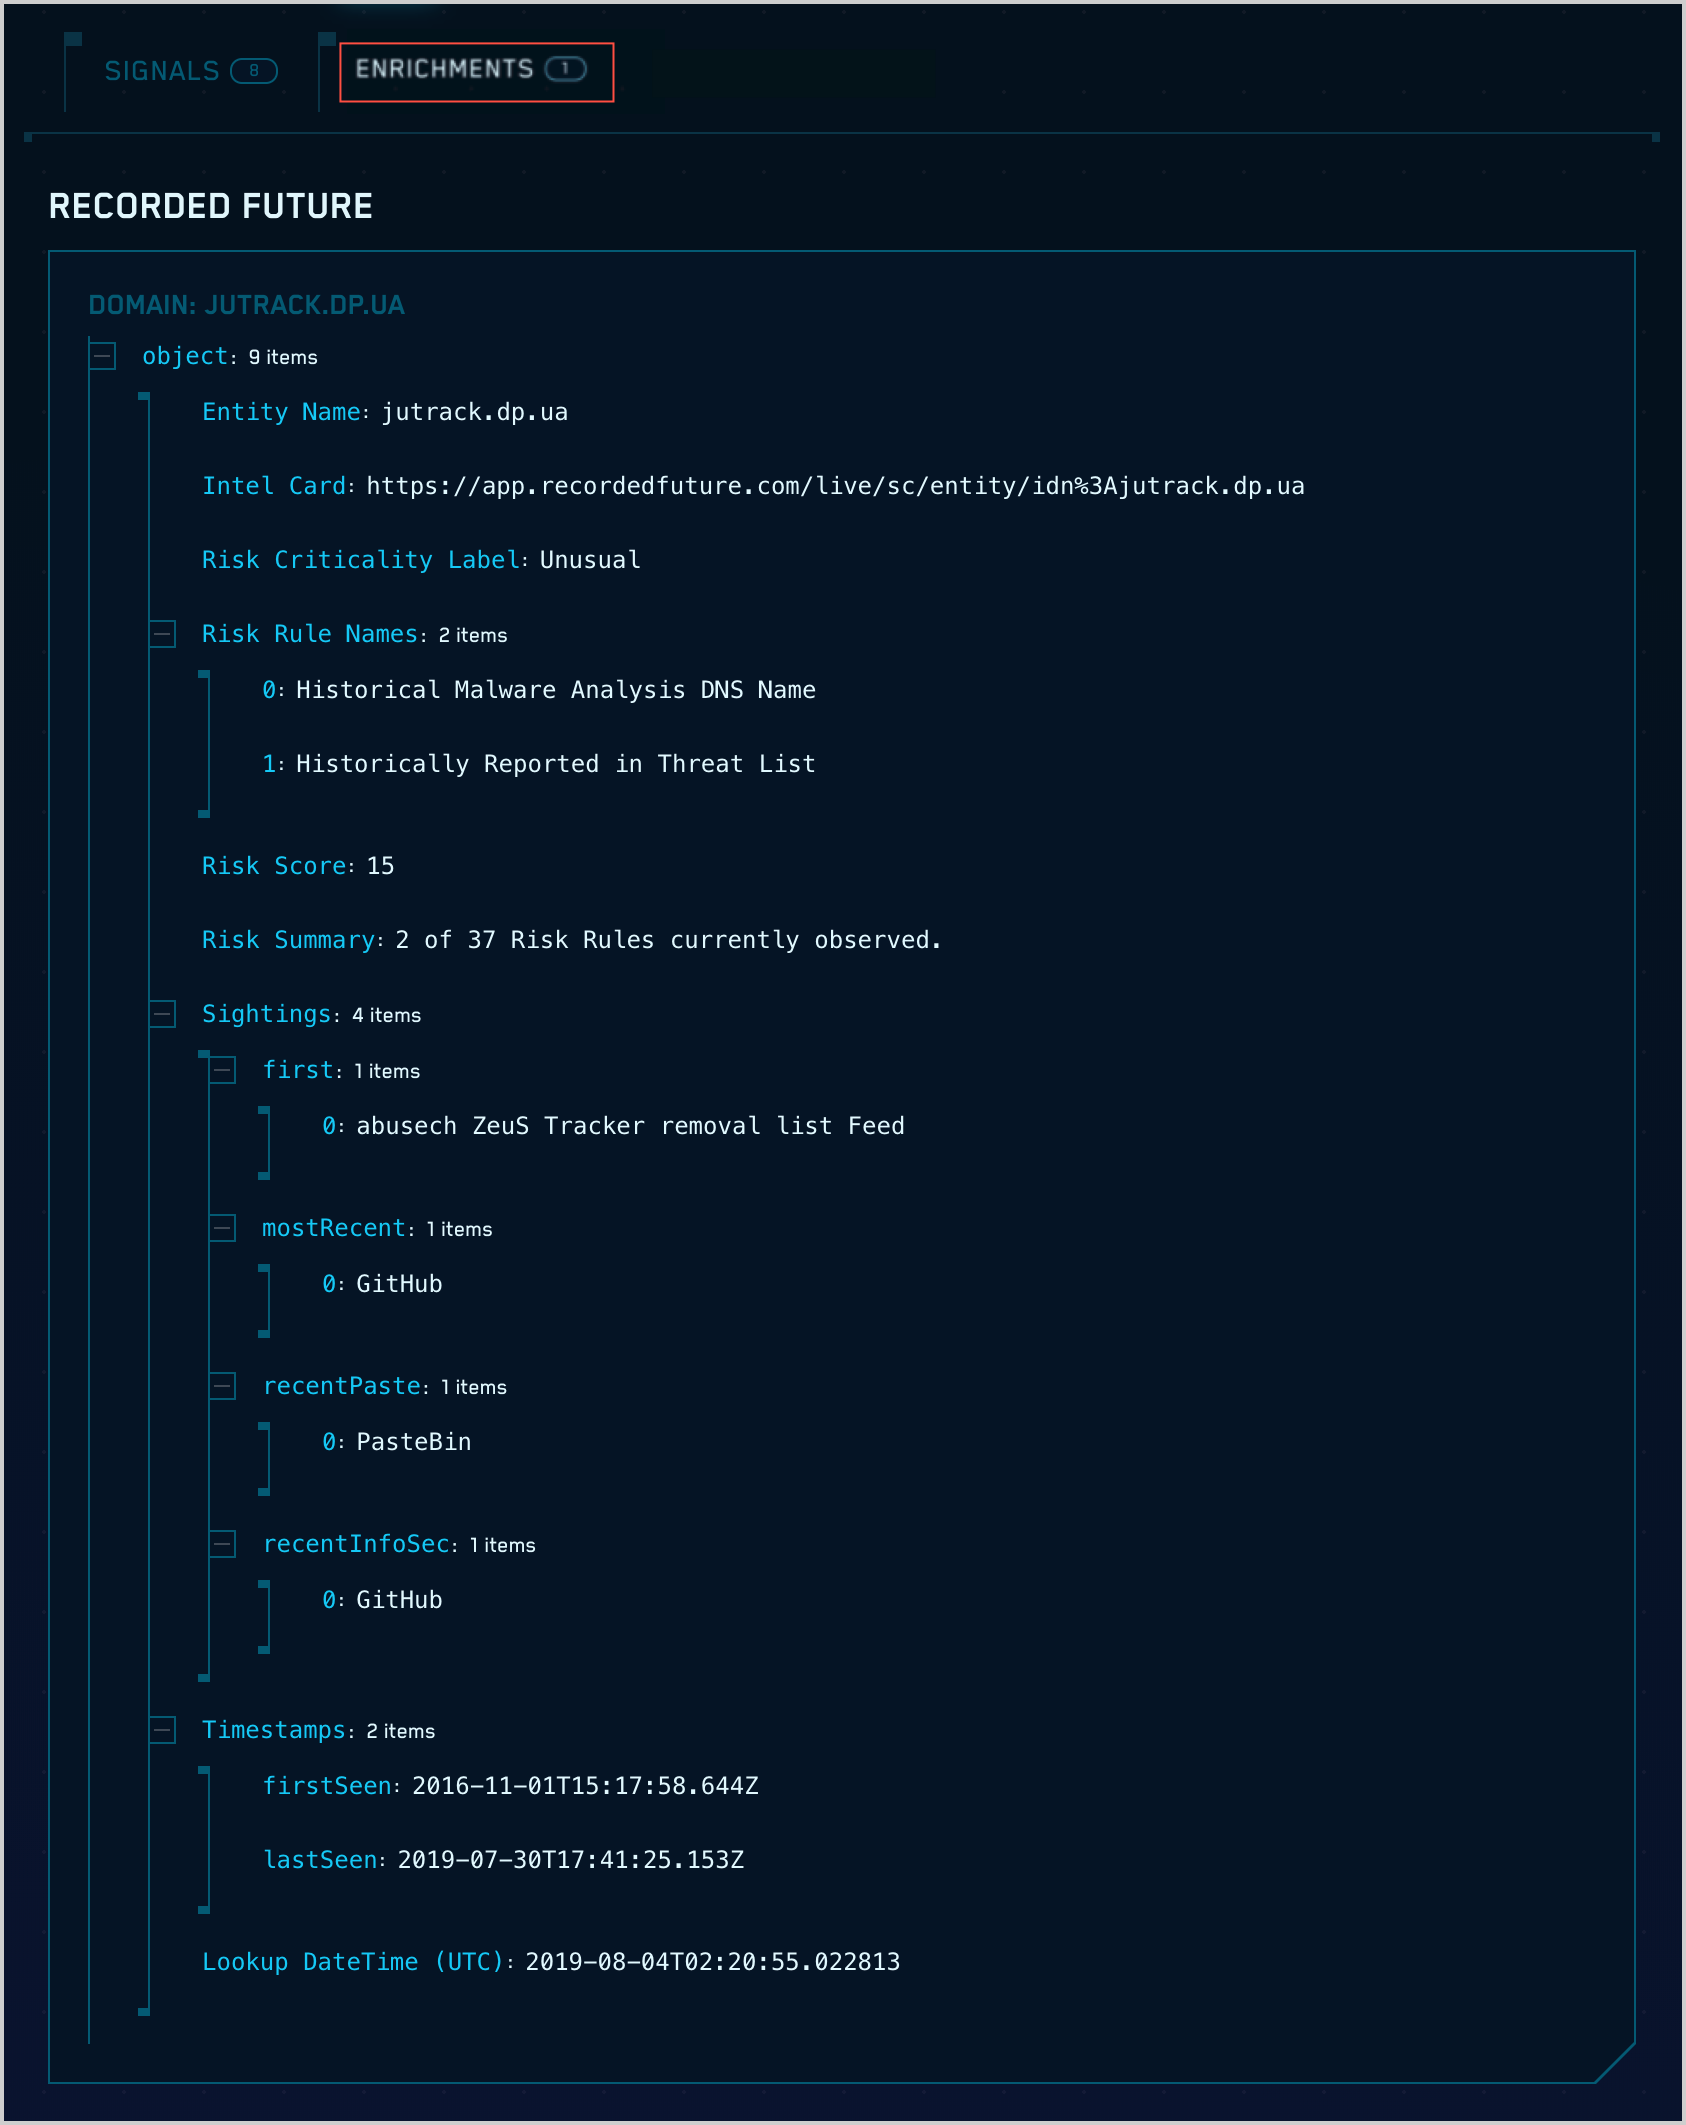 SIGNALS 8
ENRICHMENTS 1
RECORDED FUTURE
DOMAIN: JUTRACK.DP.UA
object: 9 items
Entity Name: jutrack.dp.ua
Intel Card: https://app.recordedfuture.com/live/sc/entity/idn%3Ajutrack.dp.ua
Risk Criticality Label: Unusual
Risk Rule Names: 2 items
0: Historical Malware Analysis DNS Name
1: Historically Reported in Threat List
Risk Score: 15
Risk Summary: 2 of 37 Risk Rules currently observed.
Sightings: 4 items
first: 1 items
0: abusech ZeuS Tracker removal list Feed
mostRecent: 1 items
0: GitHub
recentPaste: 1 items
0: PasteBin
recentInfoSec: 1 items
0: GitHub
Timestamps: 2 items
firstSeen: 2016-11-01T15:17:58.644Z
lastSeen: 2019-07-30T17:41:25.153Z
Lookup DateTime (UTC): 2019-08-04T02:20:55.022813